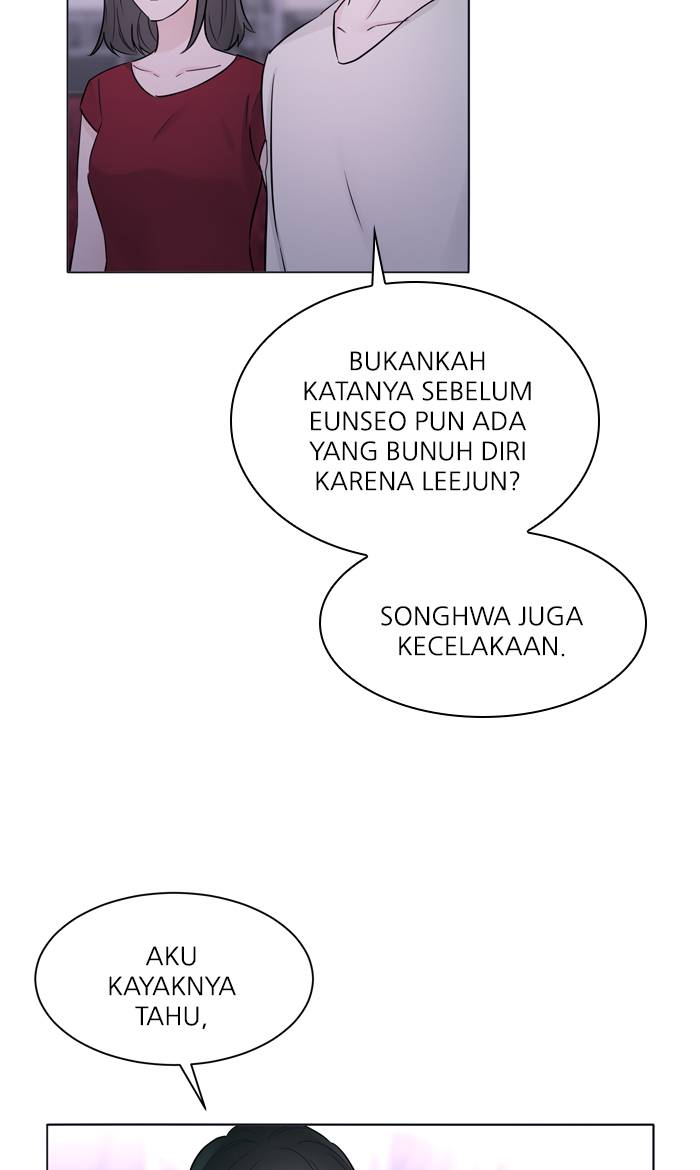 BUKANKAH
KATANYA SEBELUM
EUNSEO PUN ADA
YANG BUNUH DIRI
KARENA LEEJUN?
SONGHWA JUGA
KECELAKAAN.
AKU
KAYAKNYA
TAHU,